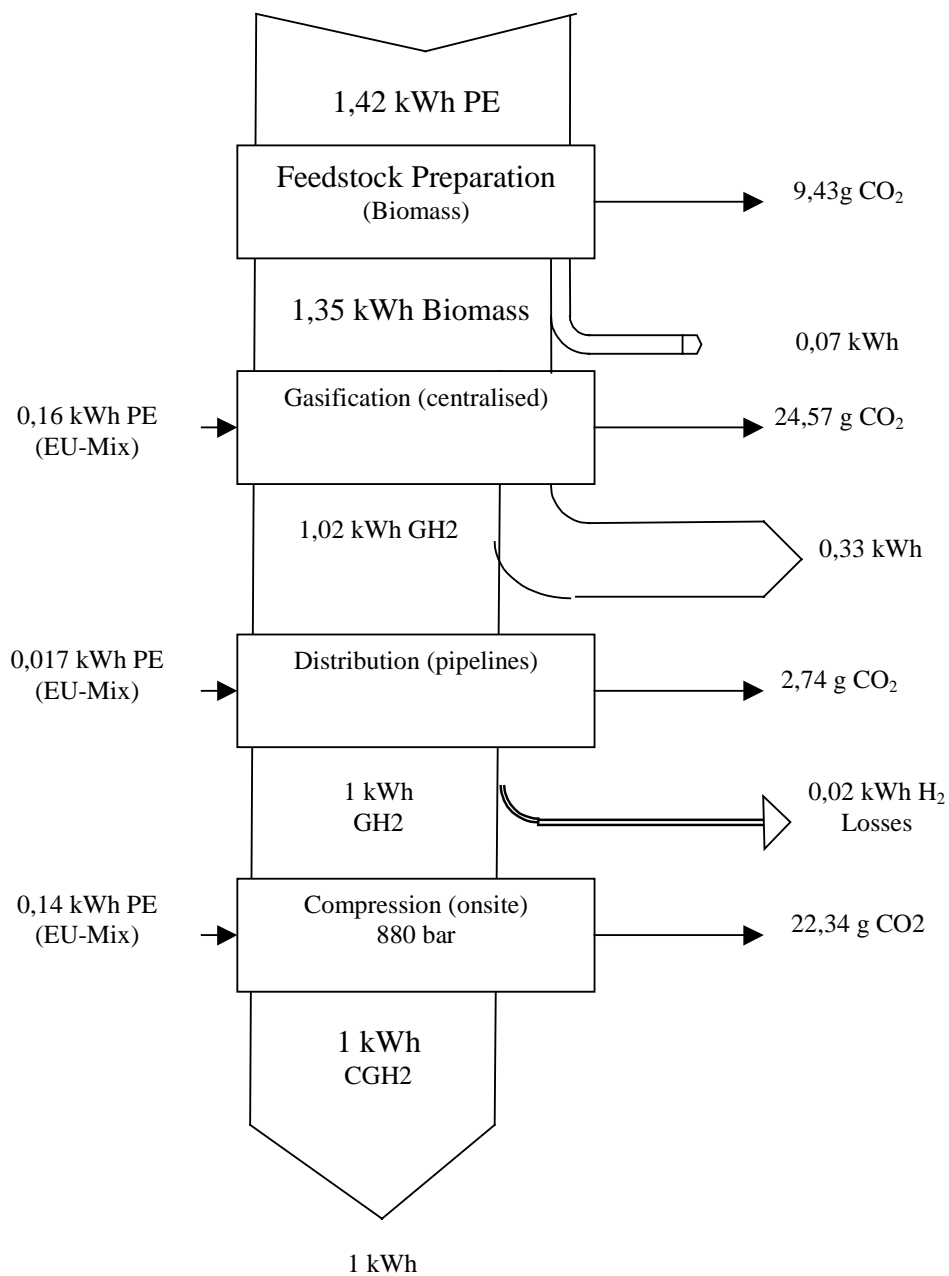 1,42 kWh PE
Feedstock Preparation
(Biomass)
9,43g CO₂
1,35 kWh Biomass
0,07 kWh
Gasification (centralised)
0,16 kWh PE
(EU-Mix)
24,57 g CO₂
1,02 kWh GH2
0,33 kWh
Distribution (pipelines)
0,017 kWh PE
(EU-Mix)
2,74 g CO₂
1 kWh
GH2
0,02 kWh H₂
Losses
Compression (onsite)
880 bar
0,14 kWh PE
(EU-Mix)
22,34 g CO2
1 kWh
CGH2
1 kWh